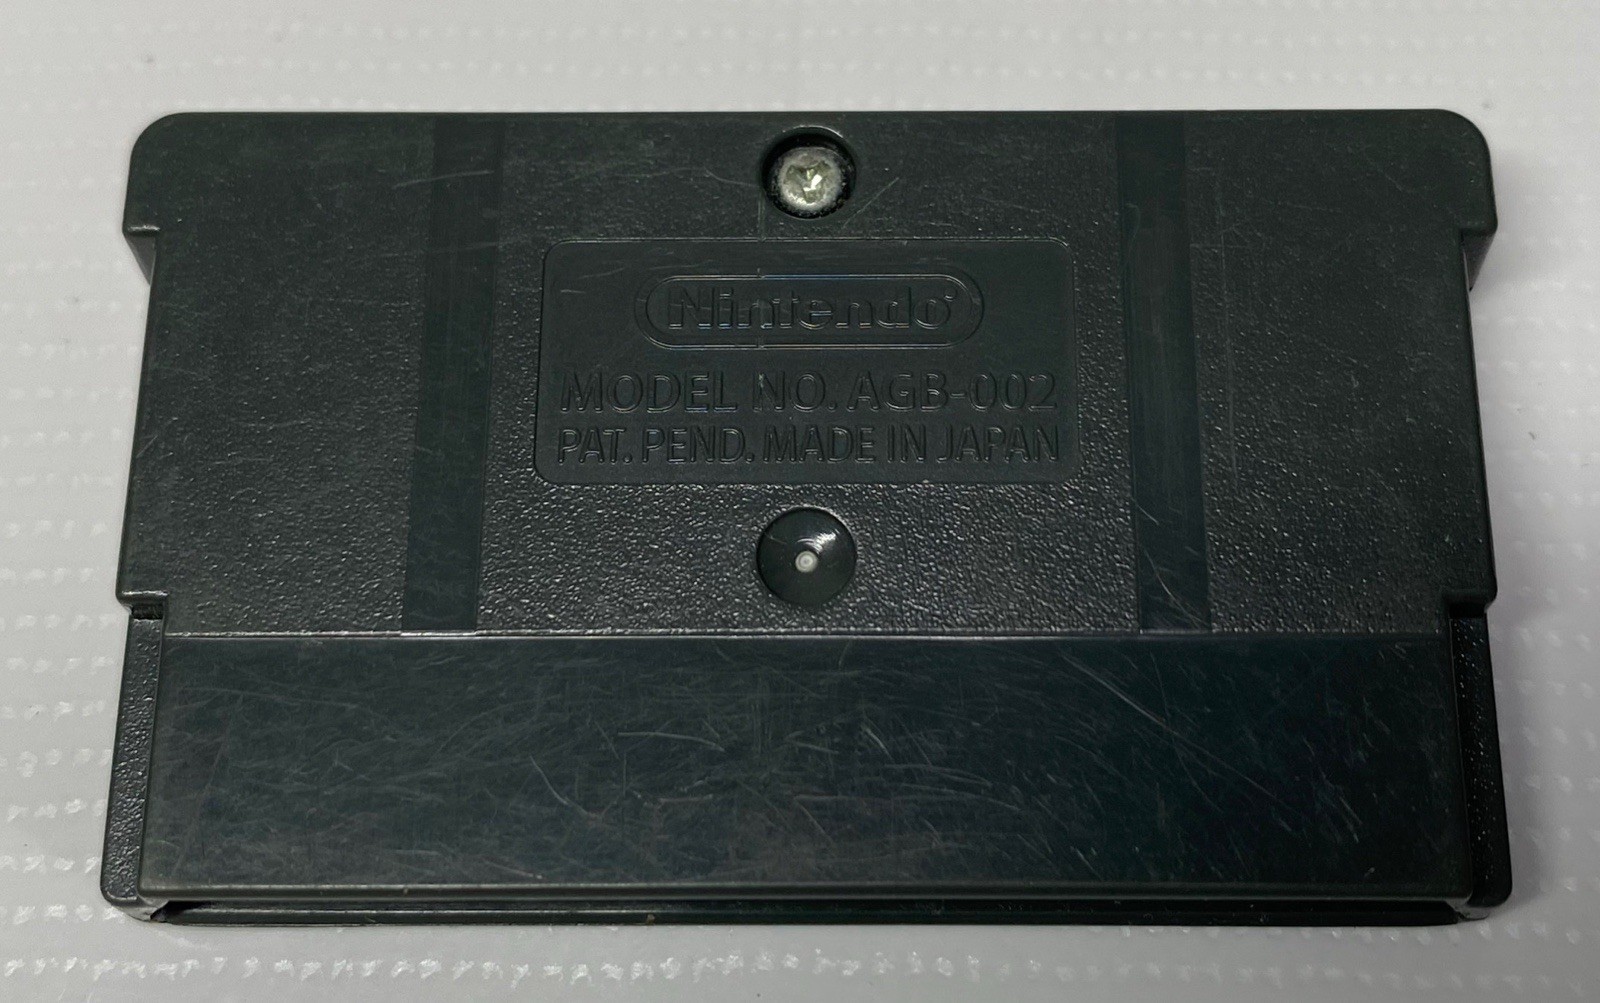 Nintendo®
MODEL NO. AGB-002
PAT. PEND. MADE IN JAPAN